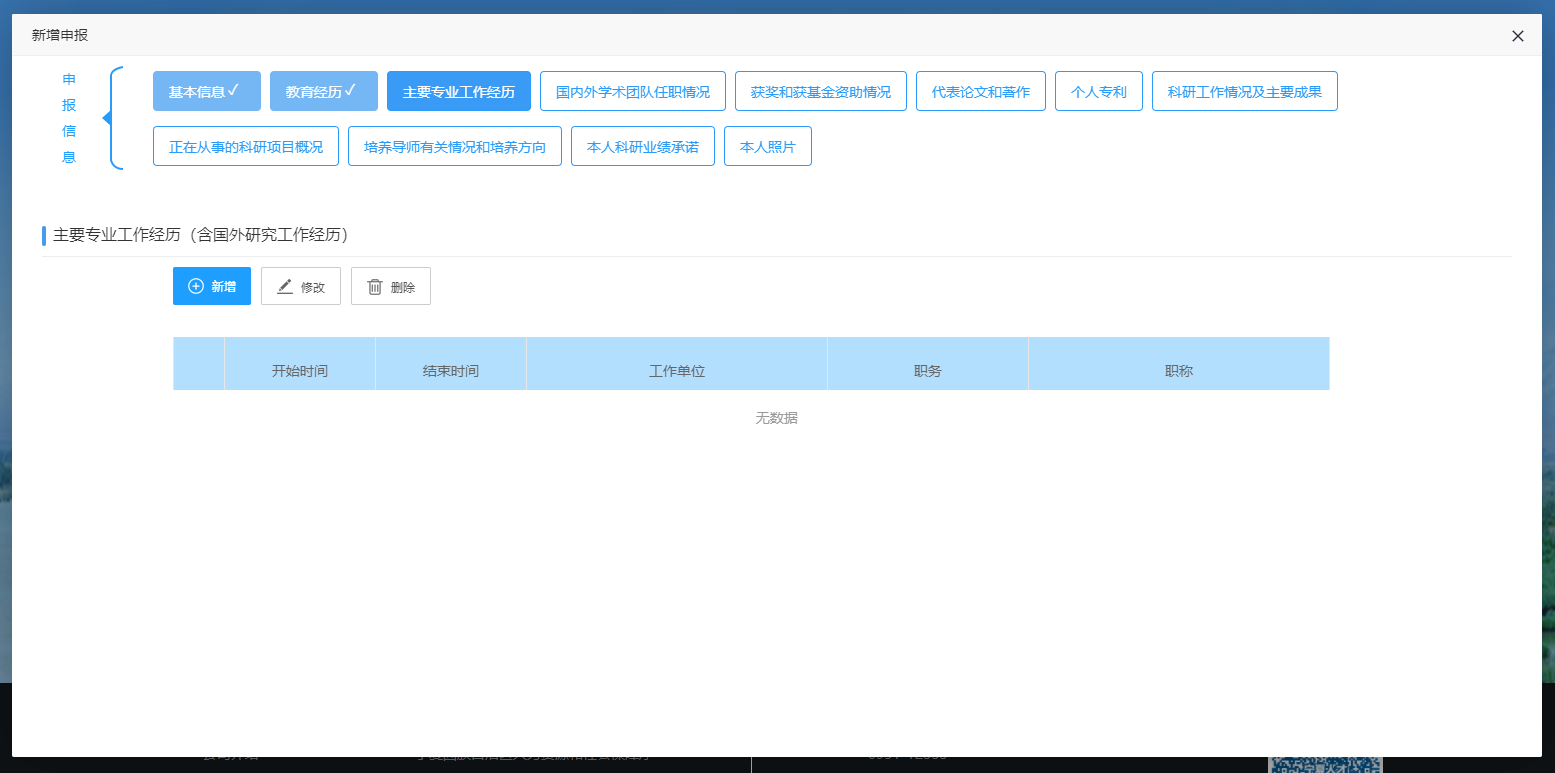 新增申报
申
报
信
息
基本信息✓ 教育经历✓ 主要专业工作经历 国内外学术团队任职情况 获奖和获基金资助情况 代表论文和著作 个人专利 科研工作情况及主要成果
正在从事的科研项目概况 培养导师有关情况和培养方向 本人科研业绩承诺 本人照片
主要专业工作经历（含国外研究工作经历）
新增 修改 删除
开始时间 结束时间 工作单位 职务 职称
无数据